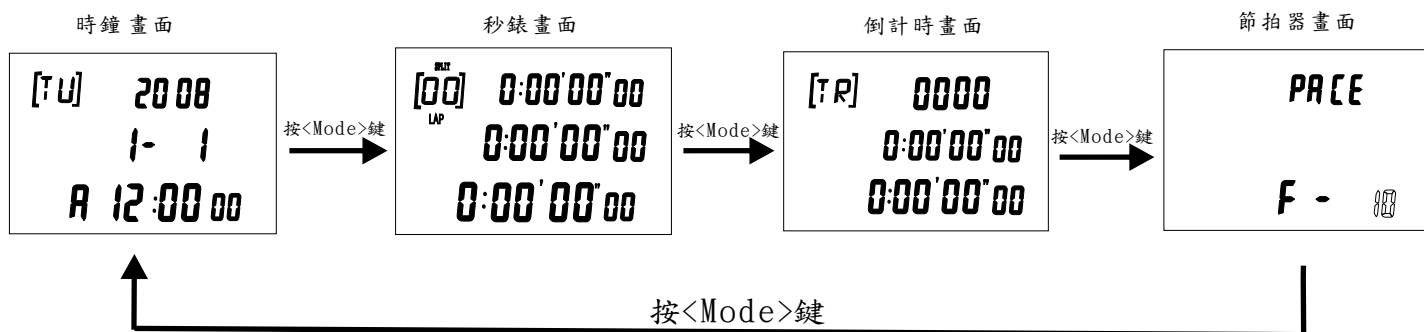 時鐘畫面
[TU] 2008
1- 1
A 12:00 00
按<Mode>鍵
秒錶畫面
SPLIT
[00] 0:00'00"00
LAP
0:00'00"00
0:00'00"00
按<Mode>鍵
倒計時畫面
[TR] 0000
0:00'00"00
0:00'00"00
按<Mode>鍵
節拍器畫面
PACE
F - 10
按<Mode>鍵